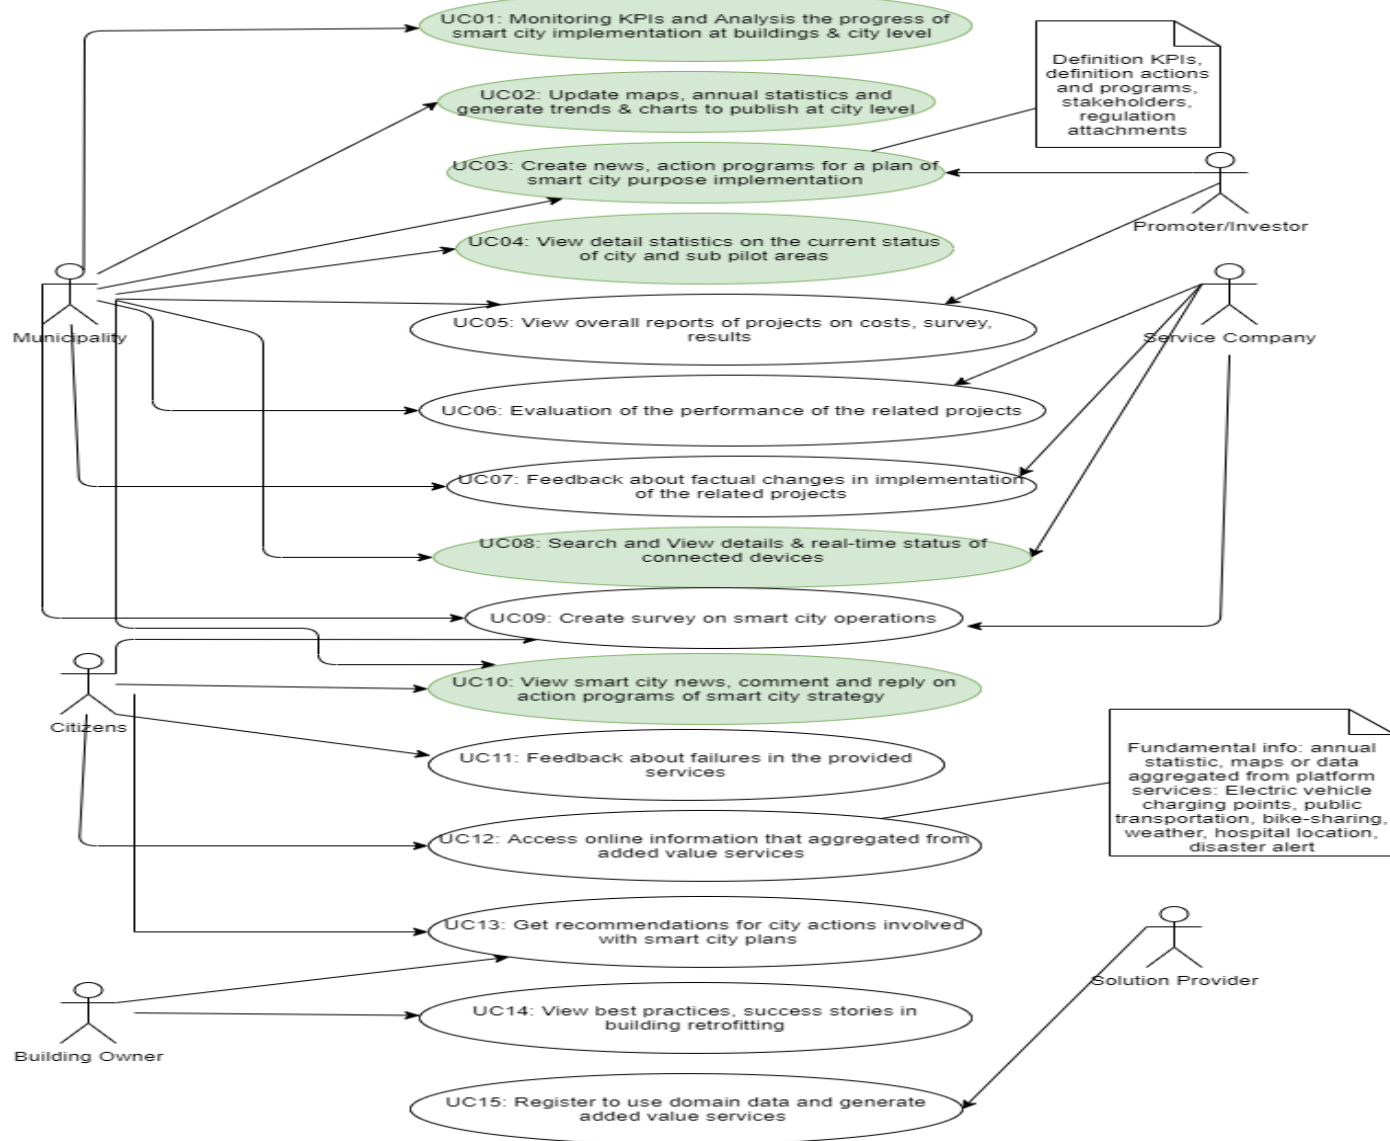 UC01: Monitoring KPIs and Analysis the progress of
smart city implementation at buildings & city level
Definition KPIs,
definition actions
and programs,
stakeholders,
regulation
attachments
UC02: Update maps, annual statistics and
generate trends & charts to publish at city level
UC03: Create news, action programs for a plan of
smart city purpose implementation
Promoter/Investor
UC04: View detail statistics on the current status
of city and sub pilot areas
Municipality
UC05: View overall reports of projects on costs, survey,
results
Service Company
UC06: Evaluation of the performance of the related projects
UC07: Feedback about factual changes in implementation
of the related projects
UC08: Search and View details & real-time status of
connected devices
UC09: Create survey on smart city operations
UC10: View smart city news, comment and reply on
action programs of smart city strategy
Citizens
UC11: Feedback about failures in the provided
services
Fundamental info: annual
statistic, maps or data
aggregated from platform
services: Electric vehicle
charging points, public
transportation, bike-sharing,
weather, hospital location,
disaster alert
UC12: Access online information that aggregated from
added value services
UC13: Get recommendations for city actions involved
with smart city plans
Solution Provider
UC14: View best practices, success stories in
building retrofitting
Building Owner
UC15: Register to use domain data and generate
added value services